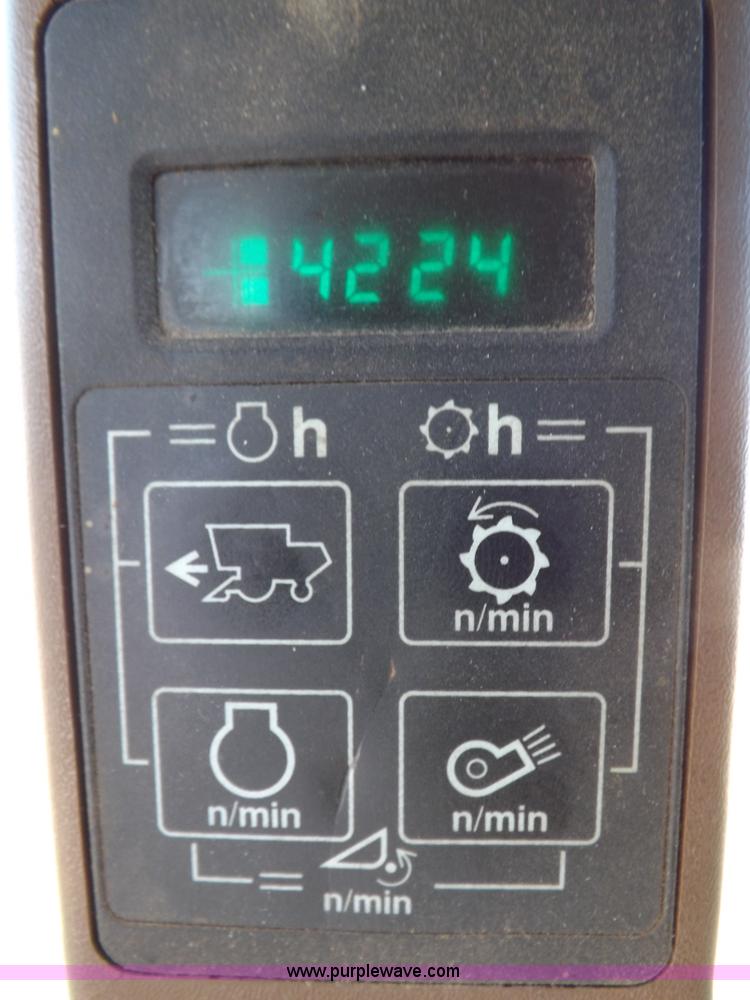 4224
= h h =
n/min
n/min n/min
= n/min
www.purplewave.com